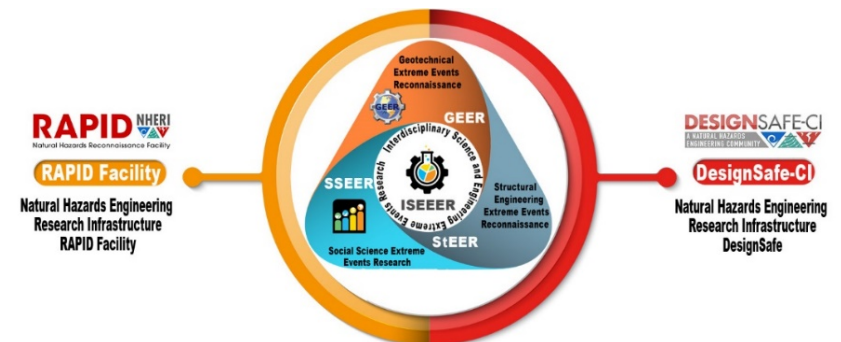 RAPID NHERI
Natural Hazards Reconnaissance Facility
RAPID Facility
Natural Hazards Engineering
Research Infrastructure
RAPID Facility
Geotechnical
Extreme Events
Reconnaissance
GEER
GEER
Interdisciplinary Science and Engineering Extreme Events Research
ISEEER
SSEER
Social Science Extreme
Events Research
Structural
Engineering
Extreme Events
Reconnaissance
StEER
DESIGNSAFE-CI
A NATURAL HAZARDS
ENGINEERING COMMUNITY
DesignSafe-CI
Natural Hazards Engineering
Research Infrastructure
DesignSafe